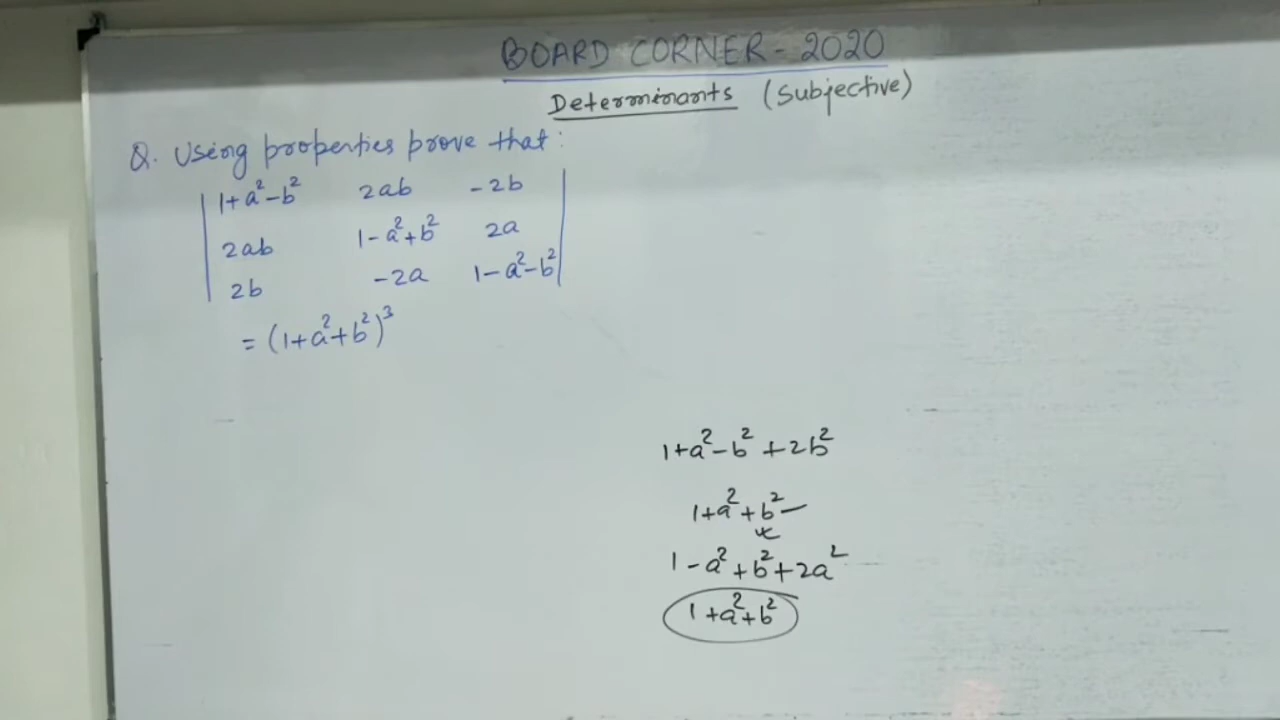 BOARD CORNER - 2020
Determinants (Subjective)
Q. Using properties prove that:
| 1+a²-b² 2ab -2b |
| 2ab 1-a²+b² 2a |
| 2b -2a 1-a²-b² |
= (1+a²+b²)³
1+a²-b²+2b²
1+a²+b²
1-a²+b²+2a²
1+a²+b²